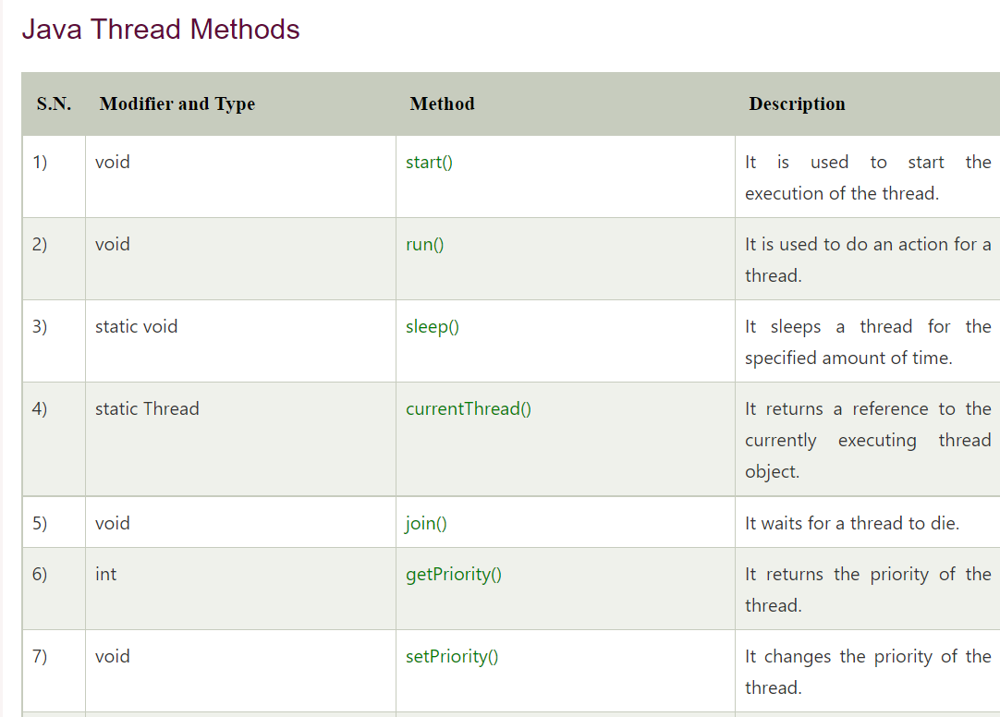 Java Thread Methods
S.N. Modifier and Type Method Description
1) void start() It is used to start the
execution of the thread.
2) void run() It is used to do an action for a
thread.
3) static void sleep() It sleeps a thread for the
specified amount of time.
4) static Thread currentThread() It returns a reference to the
currently executing thread
object.
5) void join() It waits for a thread to die.
6) int getPriority() It returns the priority of the
thread.
7) void setPriority() It changes the priority of the
thread.